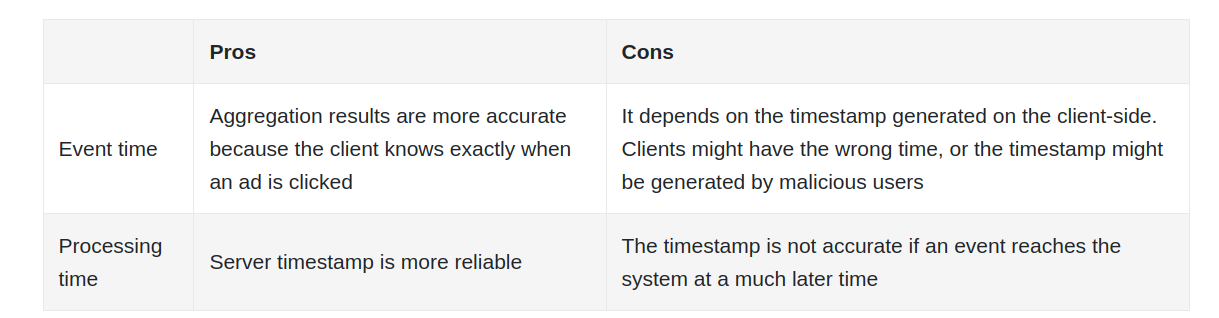 Pros
Cons
Event time
Aggregation results are more accurate
because the client knows exactly when
an ad is clicked
It depends on the timestamp generated on the client-side.
Clients might have the wrong time, or the timestamp might
be generated by malicious users
Processing
time
Server timestamp is more reliable
The timestamp is not accurate if an event reaches the
system at a much later time